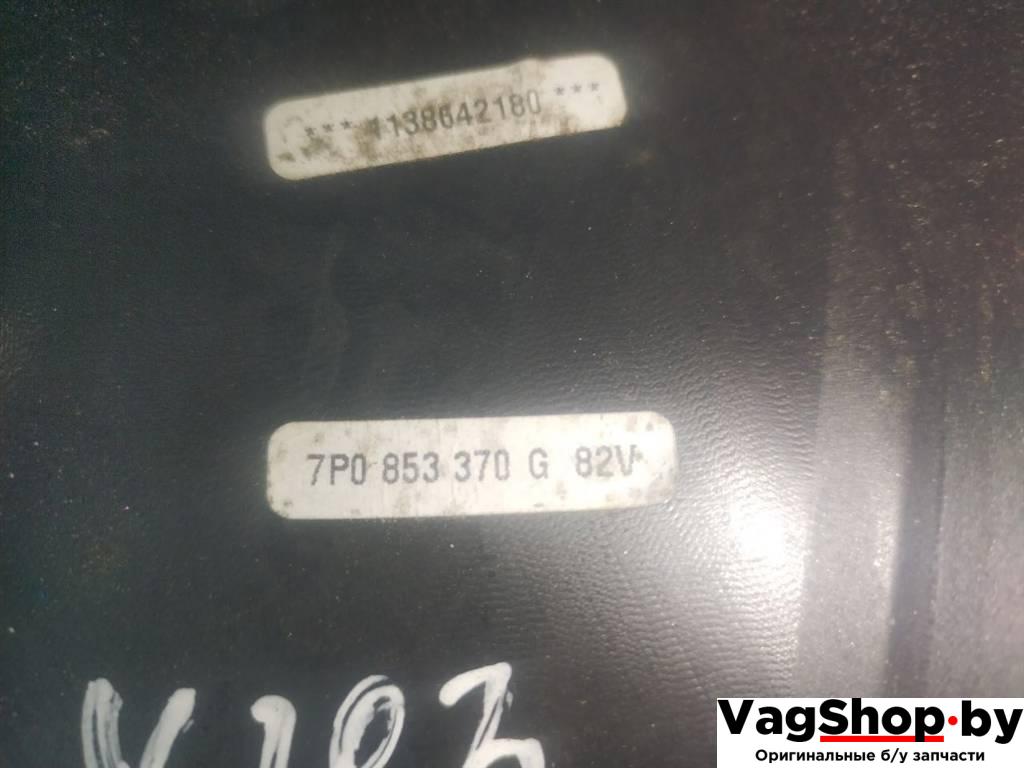 *** 1138642180 ***
7P0 853 370 G 82V
VagShop.by
Оригинальные б/у запчасти